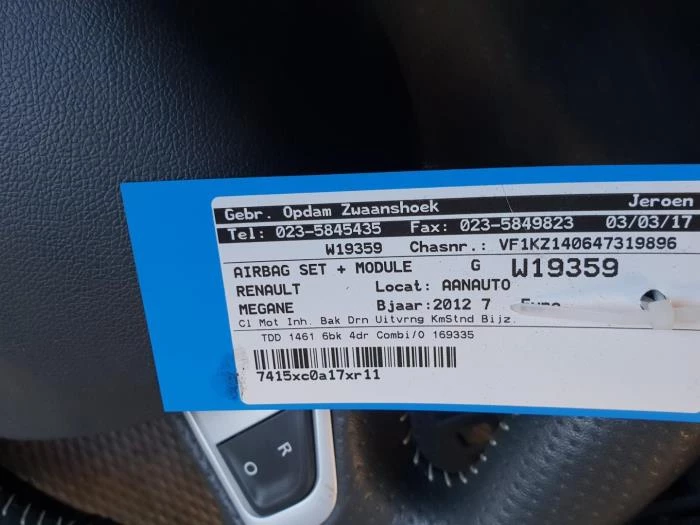 Gebr. Opdam Zwaanshoek Jeroen
Tel: 023-5845435 Fax: 023-5849823 03/03/17
W19359 Chasnr.: VF1KZ140647319896
AIRBAG SET + MODULE G W19359
RENAULT Locat: AANAUTO
MEGANE Bjaar:2012 7
Cl Mot Inh. Bak Drn Uitvrng KmStnd Bijz.
TDD 1461 6bk 4dr Combi/O 169335
7415xc0a17xr11
R
O